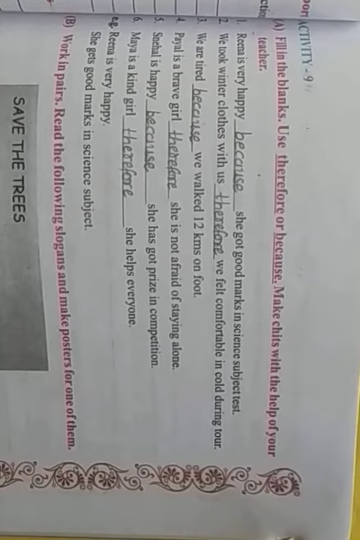 ACTIVITY - 9
(A) Fill in the blanks. Use therefore or because. Make chits with the help of your
teacher.
1. Reena is very happy because she got good marks in science subject test.
2. We took winter clothes with us therefore we felt comfortable in cold during tour.
3. We are tired because we walked 12 kms on foot.
4. Payal is a brave girl therefore she is not afraid of staying alone.
5. Snehal is happy because she has got prize in competition.
6. Maya is a kind girl therefore she helps everyone.
e.g. Reena is very happy.
She gets good marks in science subject.
(B) Work in pairs. Read the following slogans and make posters for one of them.
SAVE THE TREES